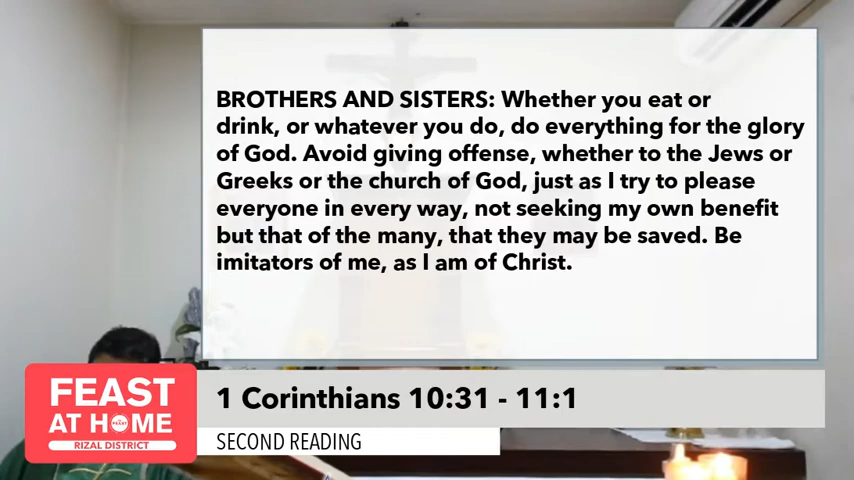 BROTHERS AND SISTERS: Whether you eat or
drink, or whatever you do, do everything for the glory
of God. Avoid giving offense, whether to the Jews or
Greeks or the church of God, just as I try to please
everyone in every way, not seeking my own benefit
but that of the many, that they may be saved. Be
imitators of me, as I am of Christ.
FEAST
AT HOME
RIZAL DISTRICT
1 Corinthians 10:31 - 11:1
SECOND READING